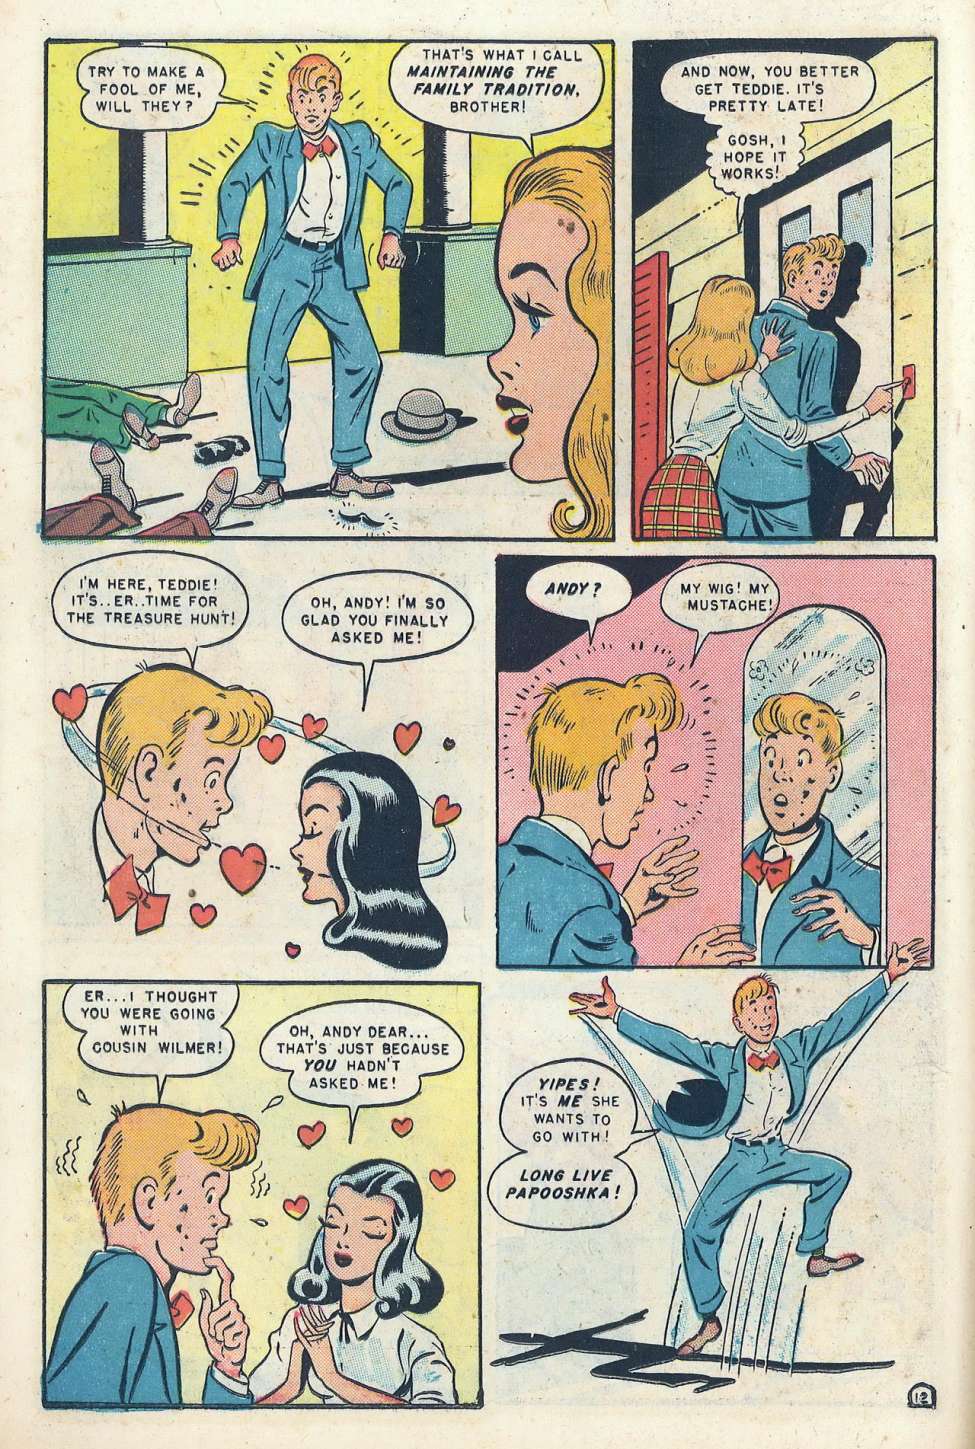 TRY TO MAKE A
FOOL OF ME,
WILL THEY?
THAT'S WHAT I CALL
MAINTAINING THE
FAMILY TRADITION,
BROTHER!
AND NOW, YOU BETTER
GET TEDDIE. IT'S
PRETTY LATE!
GOSH, I
HOPE IT
WORKS!
I'M HERE, TEDDIE!
IT'S..ER..TIME FOR
THE TREASURE HUNT!
OH, ANDY! I'M SO
GLAD YOU FINALLY
ASKED ME!
ANDY?
MY WIG! MY
MUSTACHE!
ER...I THOUGHT
YOU WERE GOING
WITH
COUSIN WILMER!
OH, ANDY DEAR...
THAT'S JUST BECAUSE
YOU HADN'T
ASKED ME!
YIPES!
IT'S ME SHE
WANTS TO
GO WITH!
LONG LIVE
PAPOOSHKA!
12